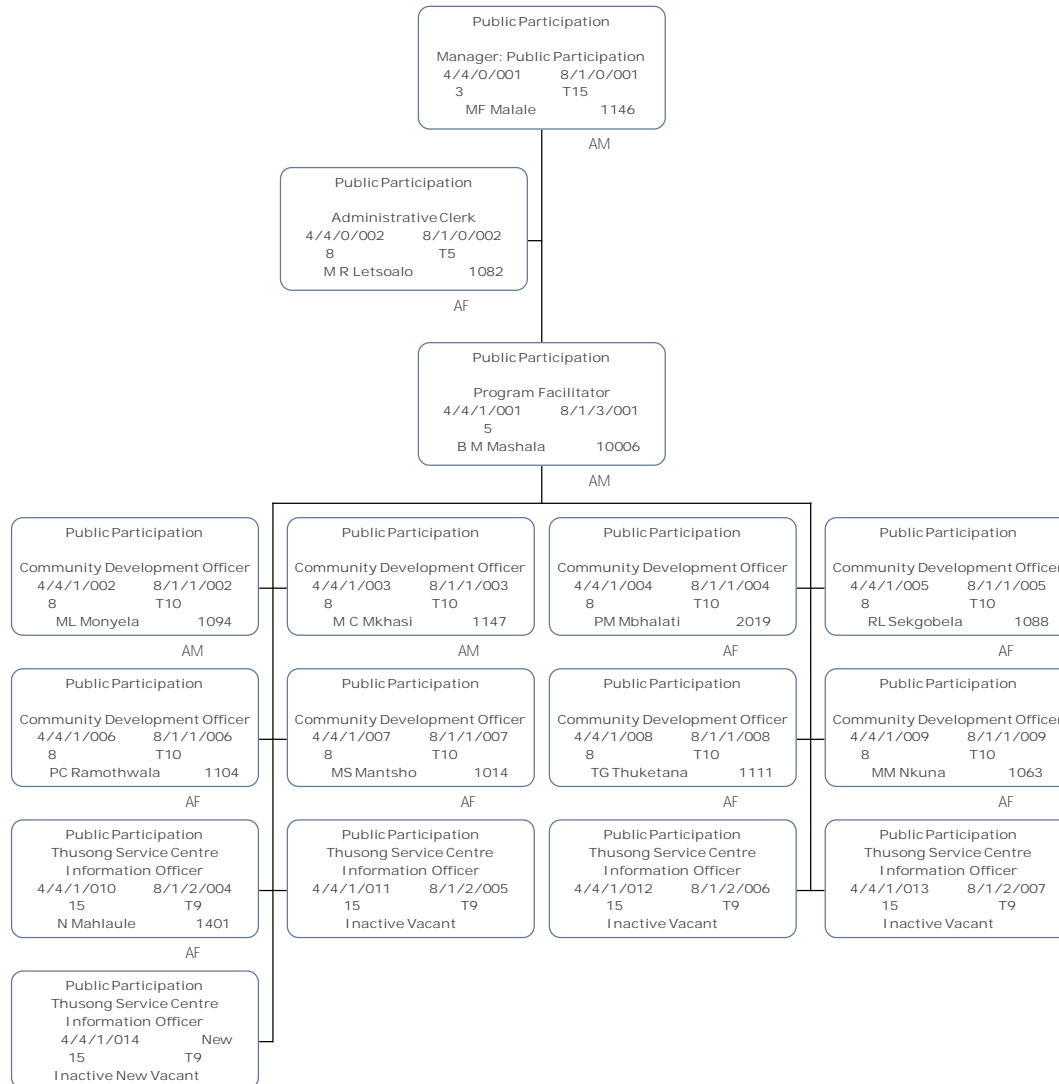 Public Participation
Manager: Public Participation
4/4/0/001 8/1/0/001
3 T15
MF Malale 1146
AM
Public Participation
Administrative Clerk
4/4/0/002 8/1/0/002
8 T5
M R Letsoalo 1082
AF
Public Participation
Program Facilitator
4/4/1/001 8/1/3/001
5
B M Mashala 10006
AM
Public Participation
Community Development Officer
4/4/1/002 8/1/1/002
8 T10
ML Monyela 1094
AM
Public Participation
Community Development Officer
4/4/1/003 8/1/1/003
8 T10
M C Mkhasi 1147
AM
Public Participation
Community Development Officer
4/4/1/004 8/1/1/004
8 T10
PM Mbhalati 2019
AF
Public Participation
Community Development Officer
4/4/1/005 8/1/1/005
8 T10
RL Sekgobela 1088
AF
Public Participation
Community Development Officer
4/4/1/006 8/1/1/006
8 T10
PC Ramothwala 1104
AF
Public Participation
Community Development Officer
4/4/1/007 8/1/1/007
8 T10
MS Mantsho 1014
AF
Public Participation
Community Development Officer
4/4/1/008 8/1/1/008
8 T10
TG Thuketana 1111
AF
Public Participation
Community Development Officer
4/4/1/009 8/1/1/009
8 T10
MM Nkuna 1063
AF
Public Participation
Thusong Service Centre
Information Officer
4/4/1/010 8/1/2/004
15 T9
N Mahlaule 1401
AF
Public Participation
Thusong Service Centre
Information Officer
4/4/1/011 8/1/2/005
15 T9
Inactive Vacant
Public Participation
Thusong Service Centre
Information Officer
4/4/1/012 8/1/2/006
15 T9
Inactive Vacant
Public Participation
Thusong Service Centre
Information Officer
4/4/1/013 8/1/2/007
15 T9
Inactive Vacant
Public Participation
Thusong Service Centre
Information Officer
4/4/1/014 New
15 T9
Inactive New Vacant